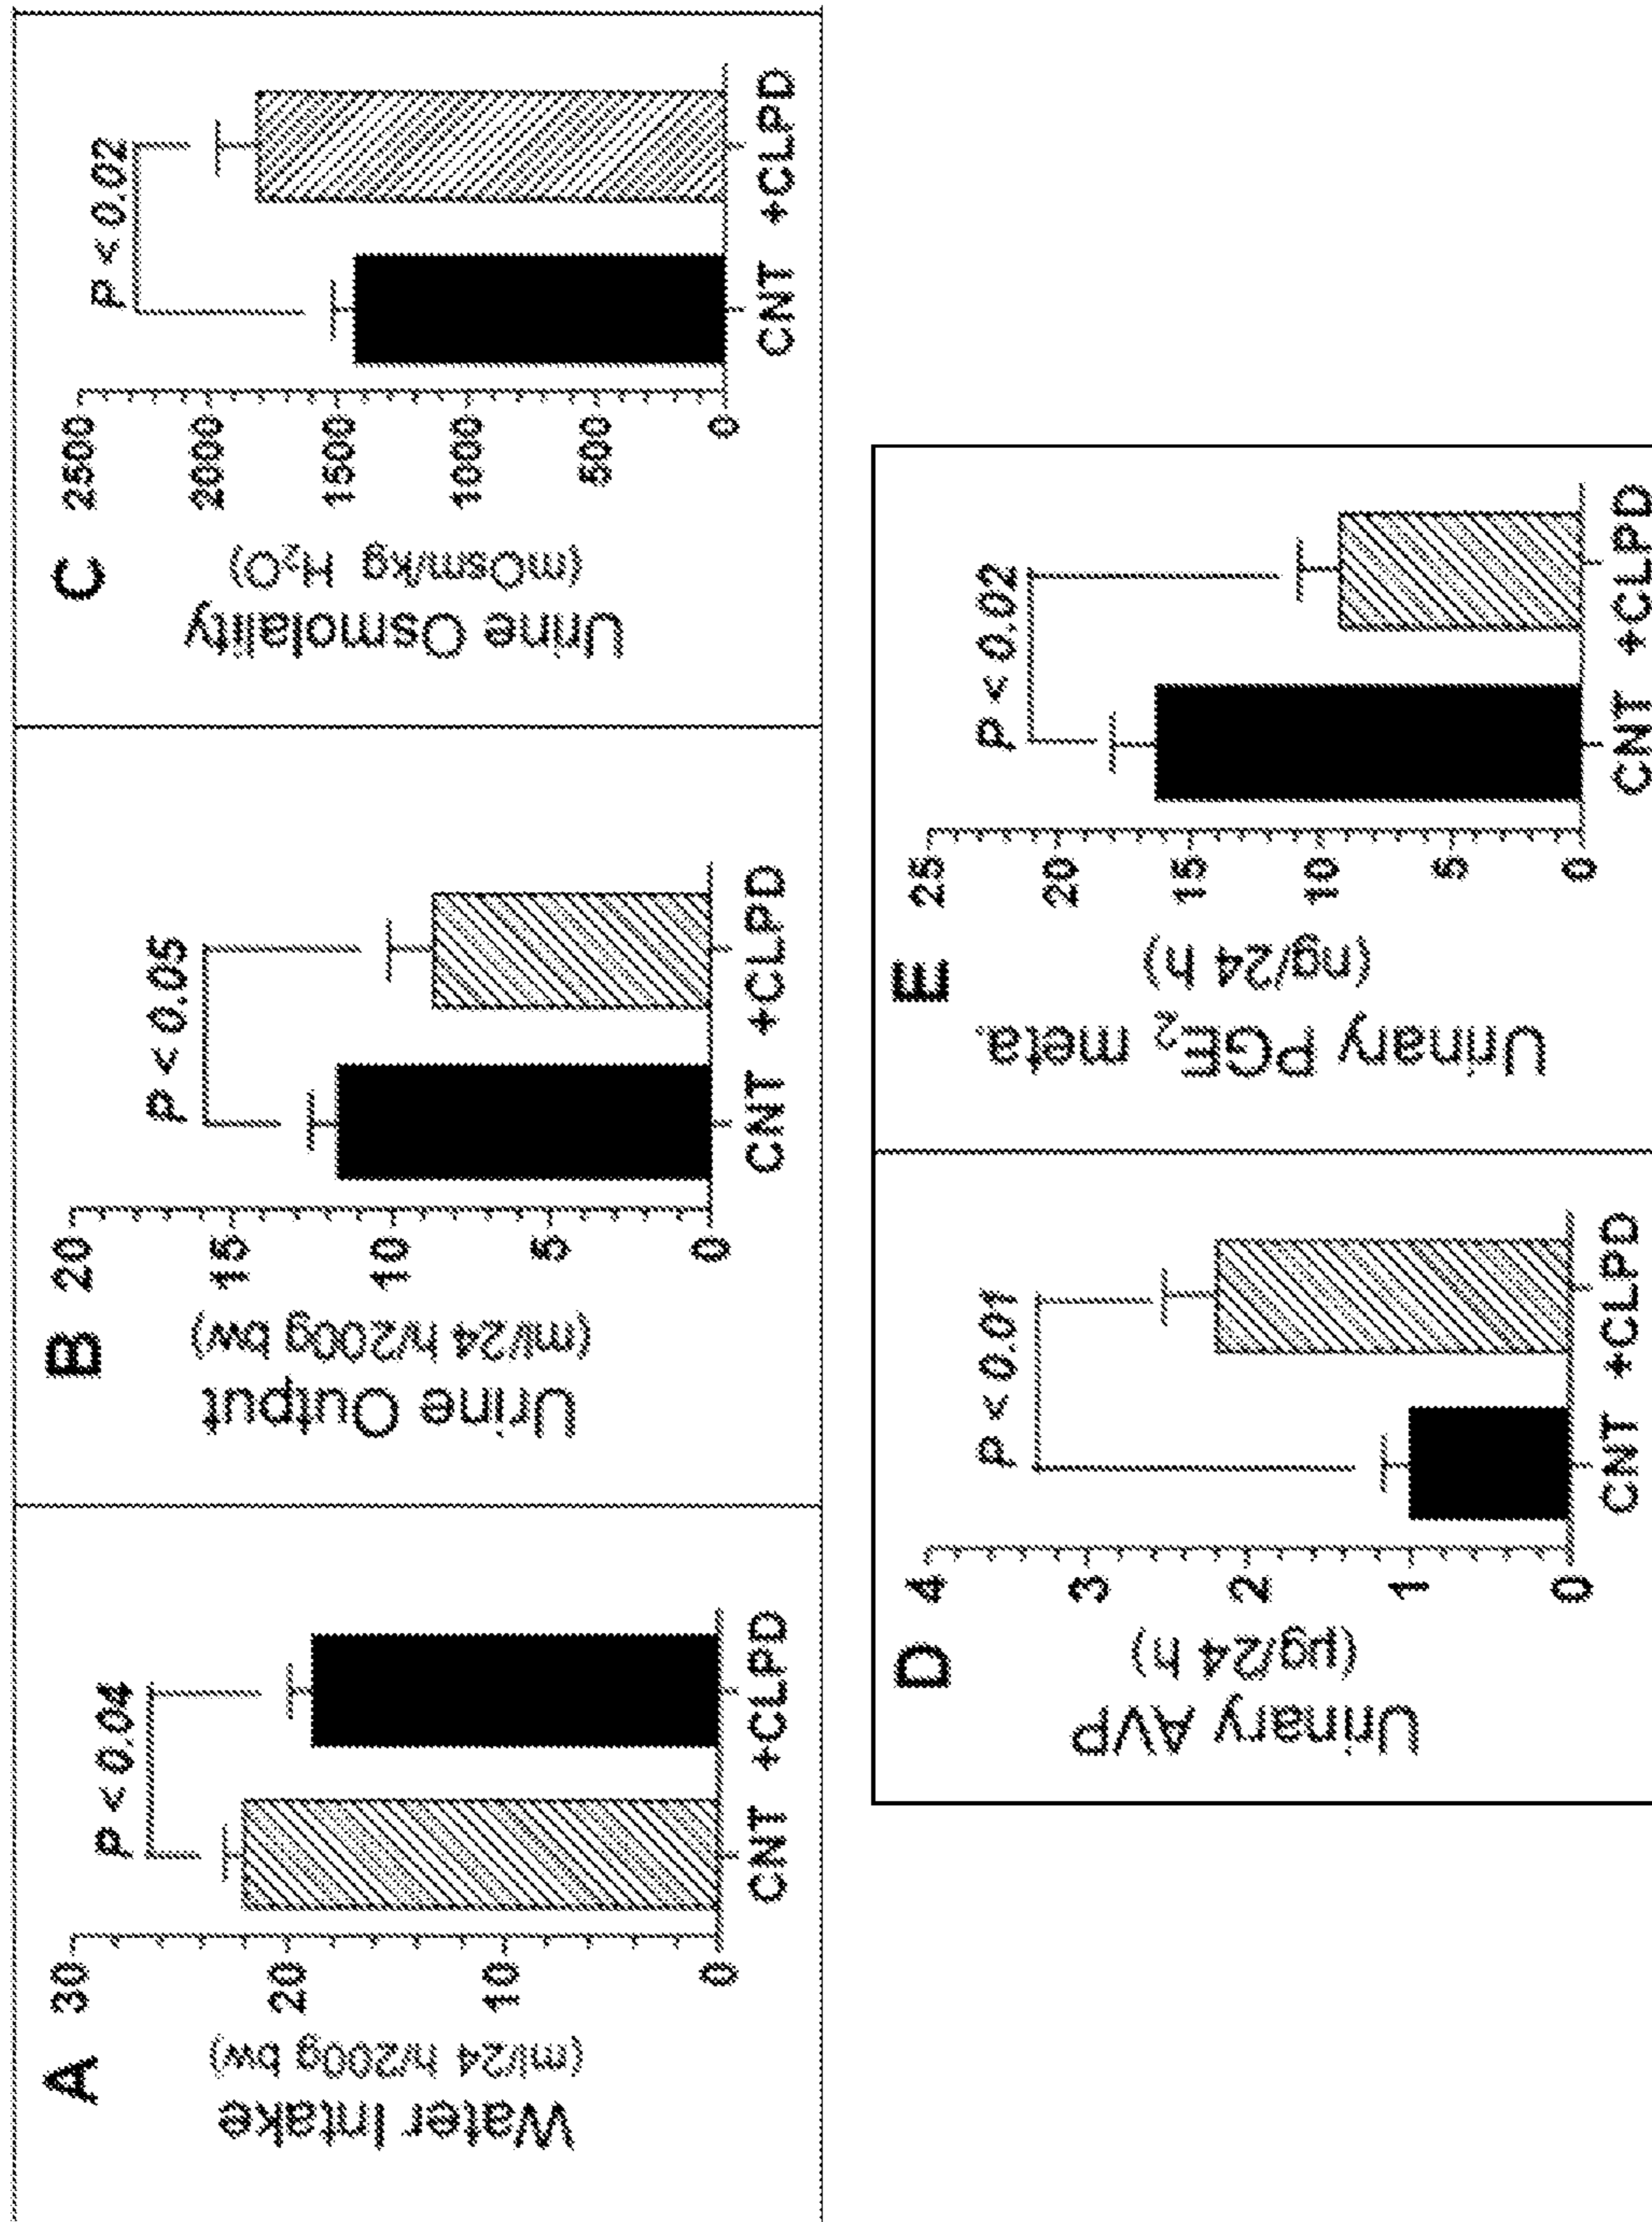 A
Water Intake
(ml/24 h/200g bw)
30
20
10
0
P < 0.04
CNT +CLPD
B
Urine Output
(ml/24 h/200g bw)
20
15
10
5
0
P < 0.05
CNT +CLPD
C
Urine Osmolality
(mOsm/kg H₂O)
2500
2000
1500
1000
500
0
P < 0.02
CNT +CLPD
D
Urinary AVP
(µg/24 h)
4
3
2
1
0
P < 0.01
CNT +CLPD
E
Urinary PGE₂ meta.
(ng/24 h)
25
20
15
10
5
0
P < 0.02
CNT +CLPD